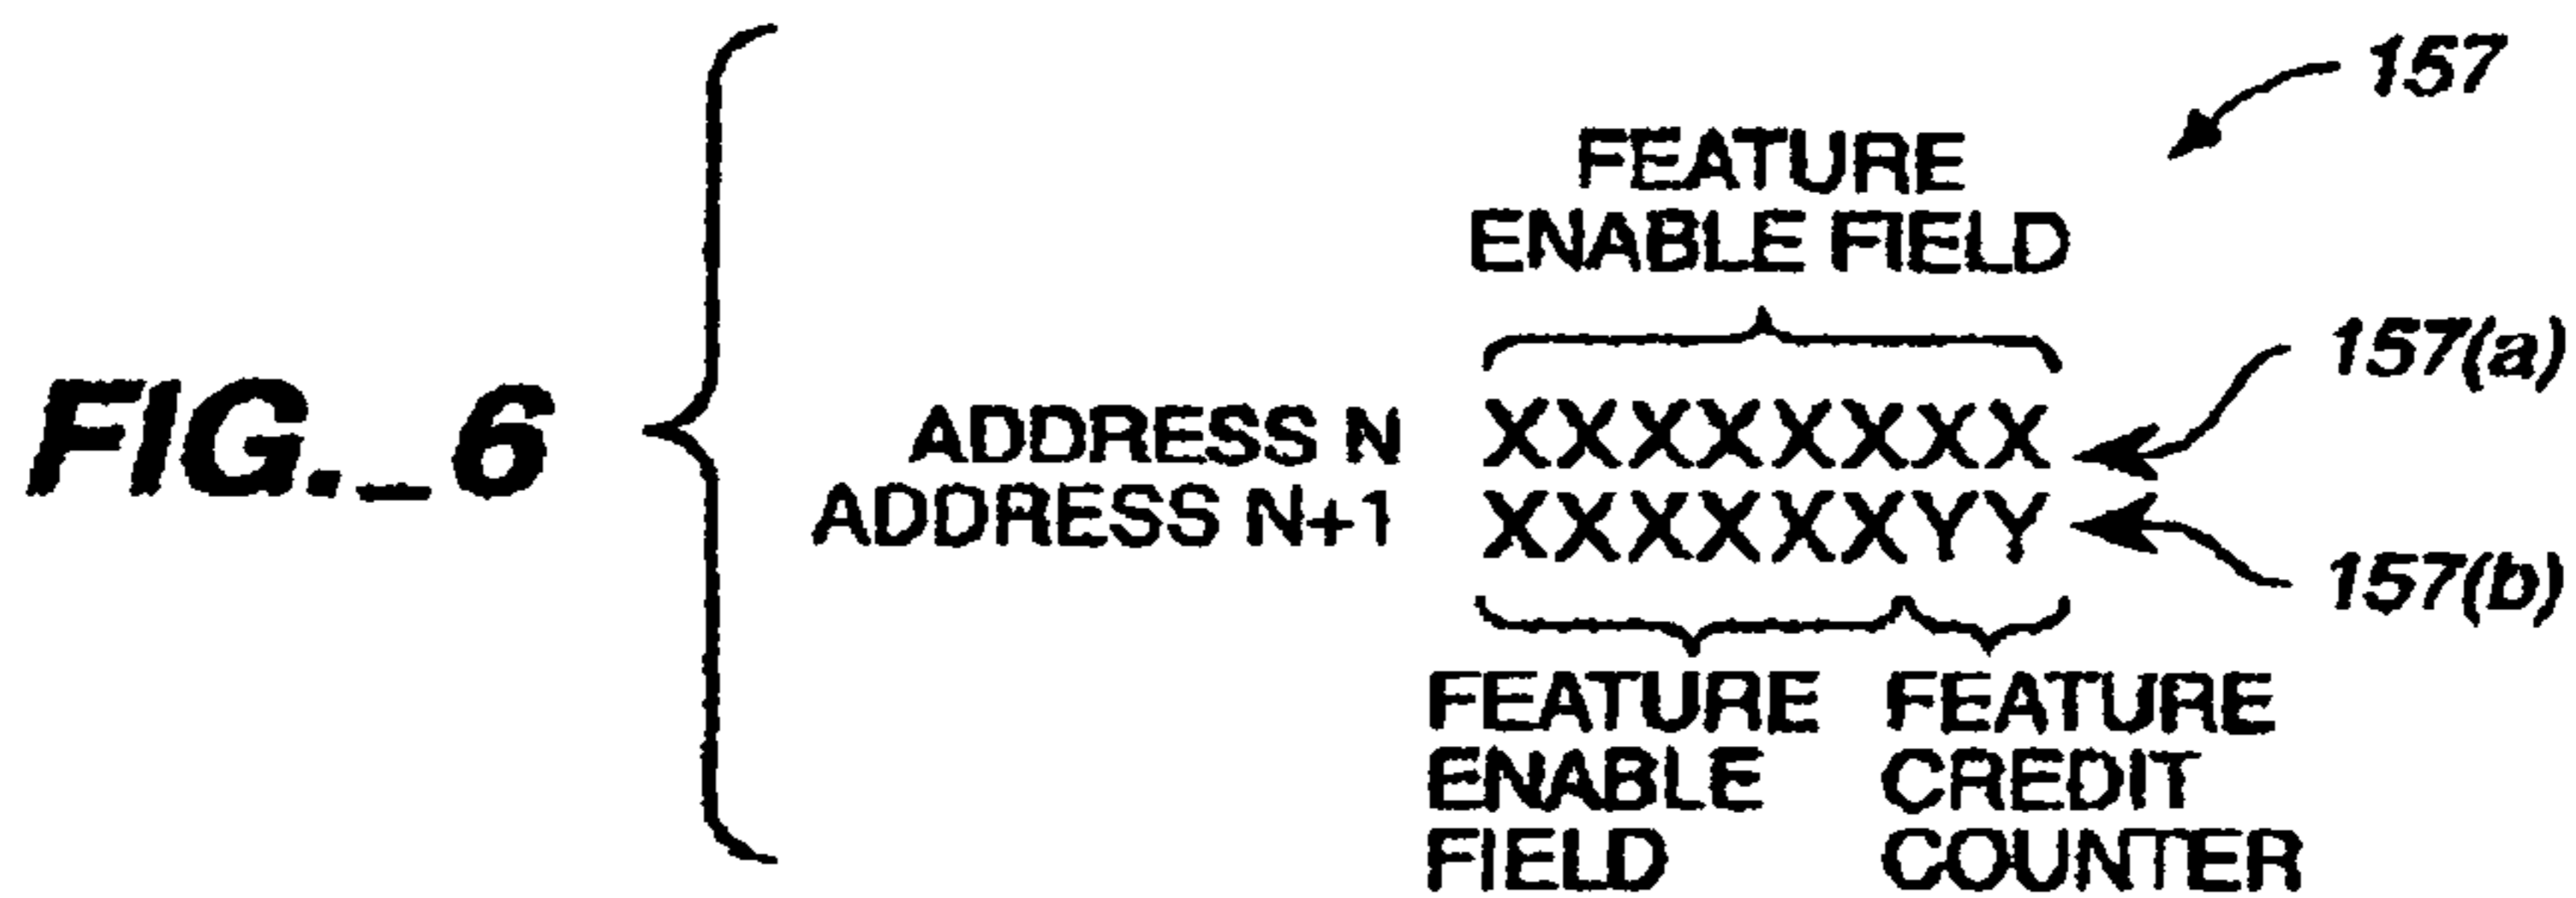 157
FEATURE
ENABLE FIELD
157(a)
FIG._6
ADDRESS N XXXXXXXX
ADDRESS N+1 XXXXXXYY
157(b)
FEATURE FEATURE
ENABLE CREDIT
FIELD COUNTER